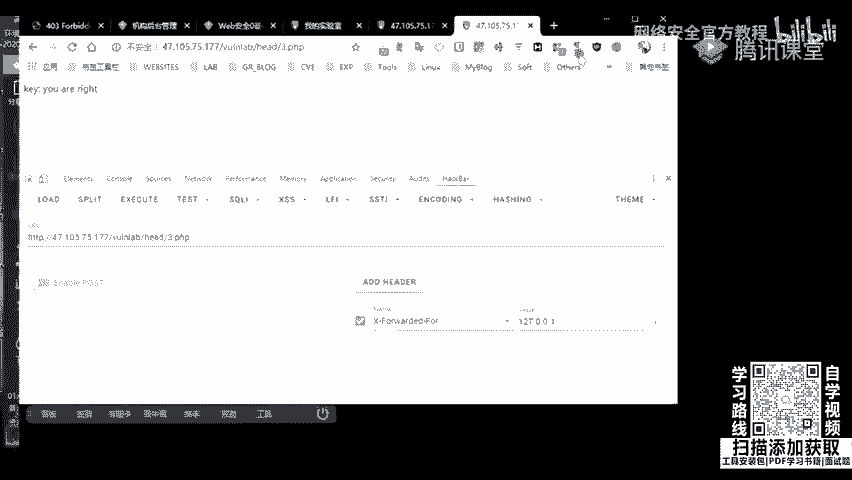 403 Forbidd
机构后台管理
Web安全0基
我的实验室
47.105.75.17
47.105.75.1
网络安全官方教程
bilibili
腾讯课堂
不安全
47.105.75.177/vulnlab/head/3.php
应用
WEBSITES
LAB
GR_BLOG
CVE
EXP
Tools
Linux
MyBlog
Soft
Others
其他书签
key: you are right
Elements
Console
Sources
Network
Performance
Memory
Application
Security
Audits
HackBar
LOAD
SPLIT
EXECUTE
TEST
SQLI
XSS
LFI
SSTI
ENCODING
HASHING
THEME
URL
http://47.105.75.177/vulnlab/head/3.php
Enable POST
ADD HEADER
Name
X-Forwarded-For
Value
127.0.0.1
工具
学习路线
自学视频
扫描添加获取
工具安装包|PDF学习书籍|面试题